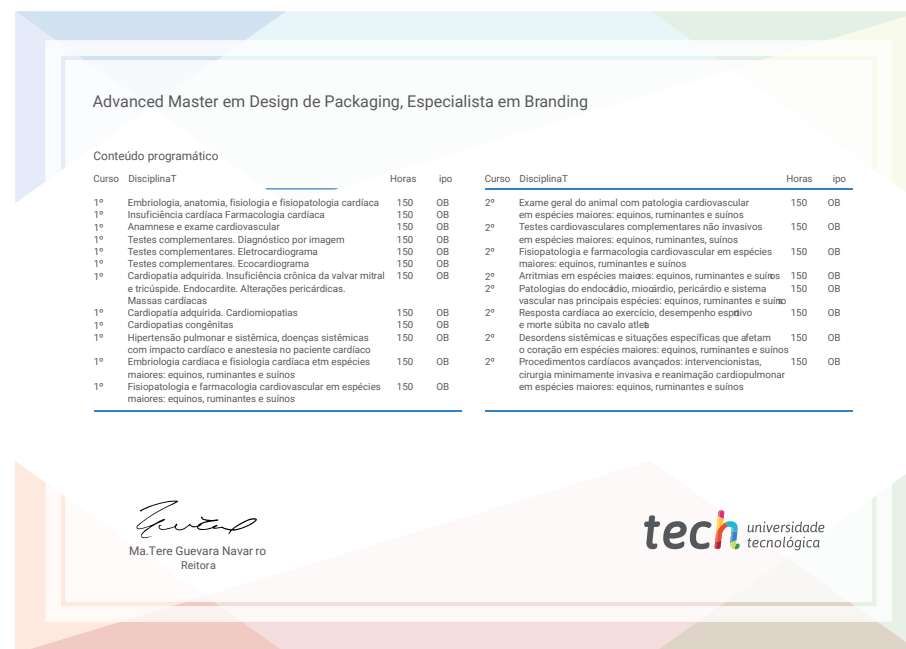 Advanced Master em Design de Packaging, Especialista em Branding
Conteúdo programático
Curso DisciplinaT Horas ipo
1º Embriologia, anatomia, fisiologia e fisiopatologia cardíaca 150 OB
1º Insuficiência cardíaca Farmacologia cardíaca 150 OB
1º Anamnese e exame cardiovascular 150 OB
1º Testes complementares. Diagnóstico por imagem 150 OB
1º Testes complementares. Eletrocardiograma 150 OB
1º Testes complementares. Ecocardiograma 150 OB
1º Cardiopatia adquirida. Insuficiência crônica da valvar mitral 150 OB
e tricúspide. Endocardite. Alterações pericárdicas.
Massas cardíacas
1º Cardiopatia adquirida. Cardiomiopatias 150 OB
1º Cardiopatias congênitas 150 OB
1º Hipertensão pulmonar e sistêmica, doenças sistêmicas 150 OB
com impacto cardíaco e anestesia no paciente cardíaco
1º Embriologia cardíaca e fisiologia cardíaca etm espécies 150 OB
maiores: equinos, ruminantes e suínos
1º Fisiopatologia e farmacologia cardiovascular em espécies 150 OB
maiores: equinos, ruminantes e suínos
Curso DisciplinaT Horas ipo
2º Exame geral do animal com patologia cardiovascular 150 OB
em espécies maiores: equinos, ruminantes e suínos
2º Testes cardiovasculares complementares não invasivos 150 OB
em espécies maiores: equinos, ruminantes, suínos
2º Fisiopatologia e farmacologia cardiovascular em espécies 150 OB
maiores: equinos, ruminantes e suínos
2º Arritmias em espécies maiores: equinos, ruminantes e suínos 150 OB
2º Patologias do endocárdio, miocárdio, pericárdio e sistema 150 OB
vascular nas principais espécies: equinos, ruminantes e suínos
2º Resposta cardíaca ao exercício, desempenho esportivo 150 OB
e morte súbita no cavalo atleta
2º Desordens sistêmicas e situações específicas que afetam 150 OB
o coração em espécies maiores: equinos, ruminantes e suínos
2º Procedimentos cardíacos avançados: intervencionistas, 150 OB
cirurgia minimamente invasiva e reanimação cardiopulmonar
em espécies maiores: equinos, ruminantes e suínos
Ma.Tere Guevara Navar ro
Reitora
tech universidade
tecnológica